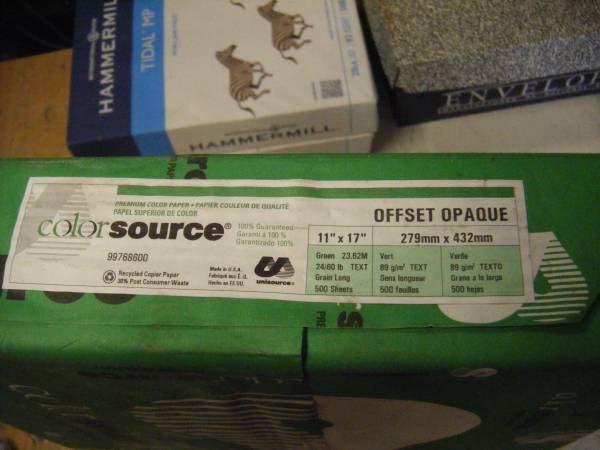 HAMMERMILL
TIDAL MP
HAMMERMILL
ENVELOP
PREMIUM COLOR PAPER • PAPIER COULEUR DE QUALITÉ
PAPEL SUPERIOR DE COLOR
colorsource®
100% Guaranteed
Garanti à 100 %
Garantizado 100%
99768600
Recycled Copier Paper
30% Post Consumer Waste
Made in U.S.A.
Fabriqué aux É.-U.
Hecho en EE.UU.
unisource®
OFFSET OPAQUE
11" x 17" 279mm x 432mm
Green 23.62M Vert Verde
24/60 lb TEXT 89 g/m² TEXT 89 g/m² TEXTO
Grain Long Sens longueur Grano a lo largo
500 Sheets 500 feuilles 500 hojas